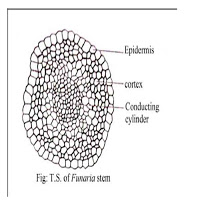 Epidermis
cortex
Conducting
cylinder
Fig: T.S. of Funaria stem